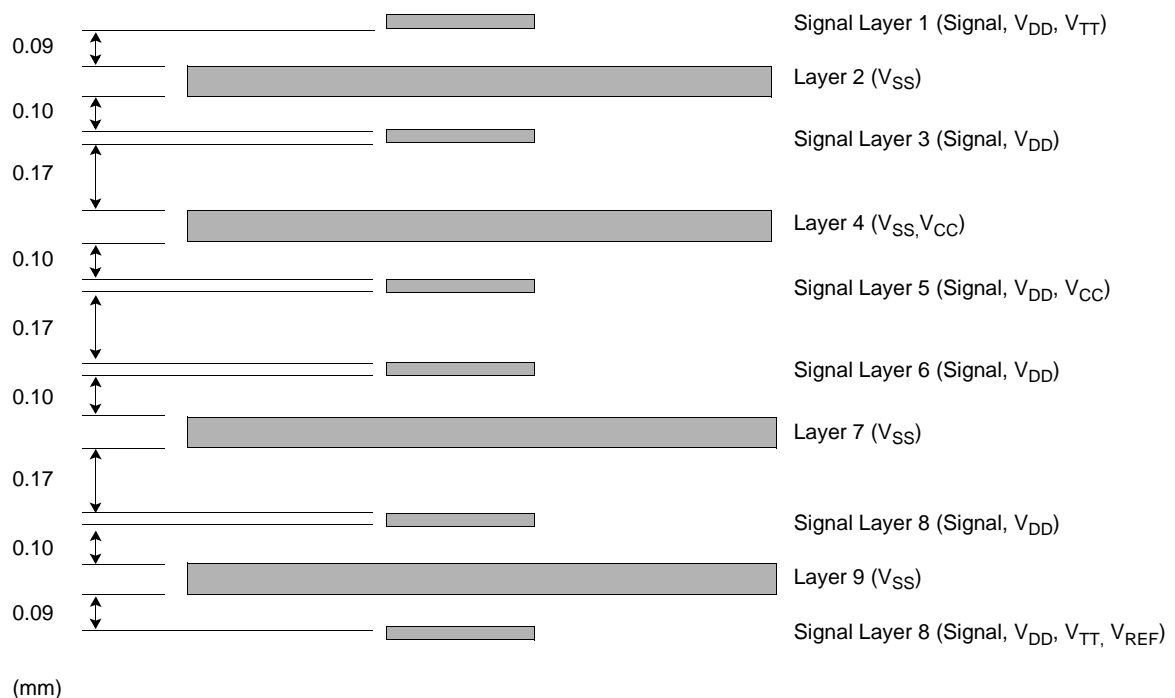 Signal Layer 1 (Signal, VDD, VTT)
0.09
Layer 2 (VSS)
0.10
Signal Layer 3 (Signal, VDD)
0.17
Layer 4 (VSS,VCC)
0.10
Signal Layer 5 (Signal, VDD, VCC)
0.17
Signal Layer 6 (Signal, VDD)
0.10
Layer 7 (VSS)
0.17
Signal Layer 8 (Signal, VDD)
0.10
Layer 9 (VSS)
0.09
Signal Layer 8 (Signal, VDD, VTT, VREF)
(mm)